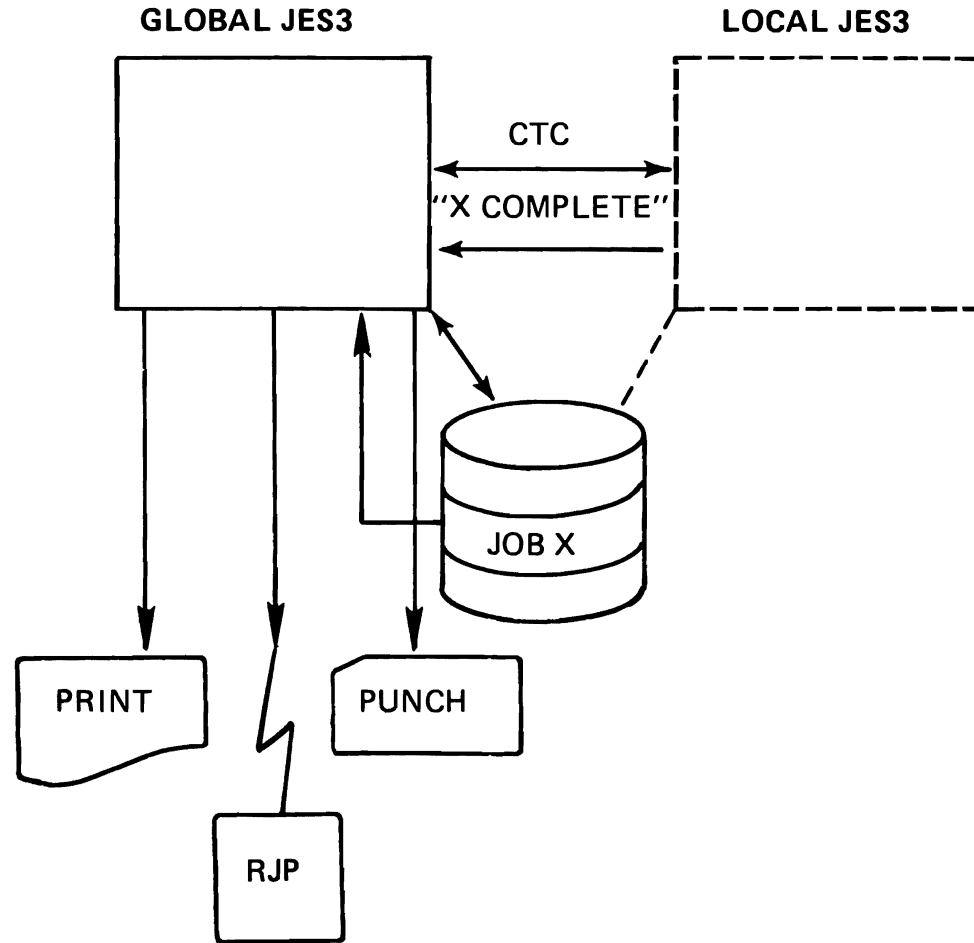 GLOBAL JES3
LOCAL JES3
CTC
"X COMPLETE"
JOB X
PRINT
PUNCH
RJP